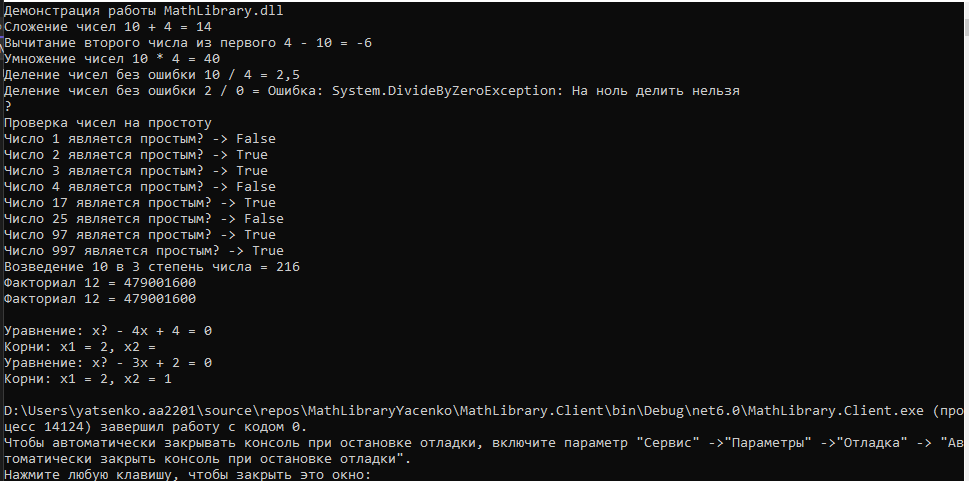 Демонстрация работы MathLibrary.dll
Сложение чисел 10 + 4 = 14
Вычитание второго числа из первого 4 - 10 = -6
Умножение чисел 10 * 4 = 40
Деление чисел без ошибки 10 / 4 = 2,5
Деление чисел без ошибки 2 / 0 = Ошибка: System.DivideByZeroException: На ноль делить нельзя
?
Проверка чисел на простоту
Число 1 является простым? -> False
Число 2 является простым? -> True
Число 3 является простым? -> True
Число 4 является простым? -> False
Число 17 является простым? -> True
Число 25 является простым? -> False
Число 97 является простым? -> True
Число 997 является простым? -> True
Возведение 10 в 3 степень числа = 216
Факториал 12 = 479001600
Факториал 12 = 479001600
Уравнение: x? - 4x + 4 = 0
Корни: x1 = 2, x2 =
Уравнение: x? - 3x + 2 = 0
Корни: x1 = 2, x2 = 1
D:\Users\yatsenko.aa2201\source\repos\MathLibraryYacenko\MathLibrary.Client\bin\Debug\net6.0\MathLibrary.Client.exe (про
цесс 14124) завершил работу с кодом 0.
Чтобы автоматически закрывать консоль при остановке отладки, включите параметр "Сервис" ->"Параметры" ->"Отладка" -> "Ав
томатически закрыть консоль при остановке отладки".
Нажмите любую клавишу, чтобы закрыть это окно: